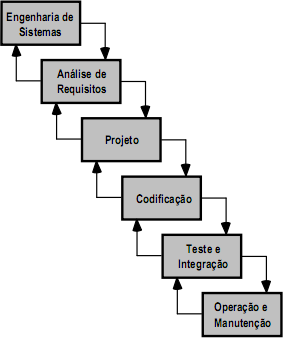 Engenharia de
Sistemas
Análise de
Requisitos
Projeto
Codificação
Teste e
Integração
Operação e
Manutenção